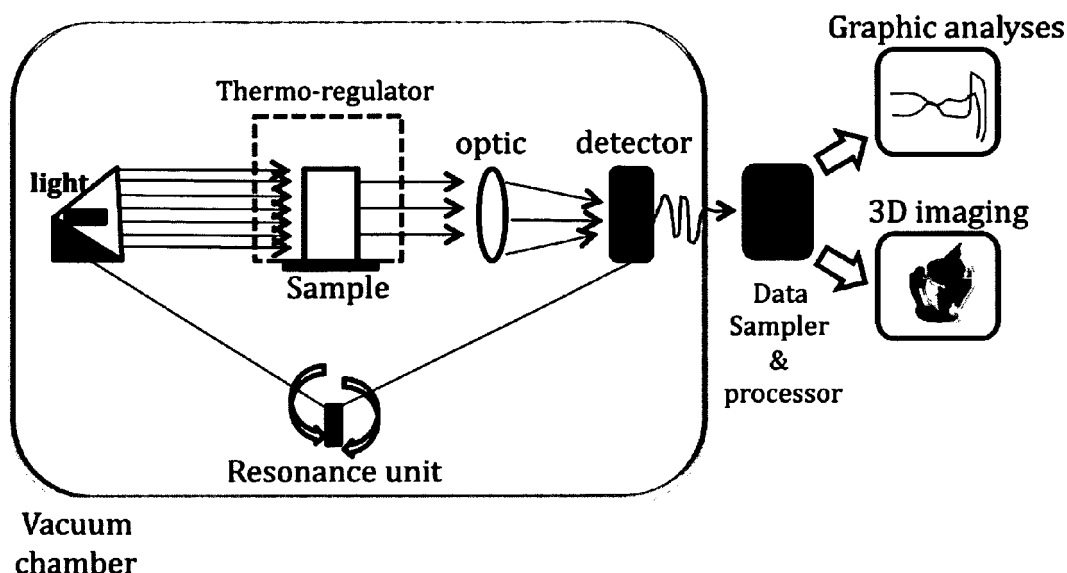 Graphic analyses
Thermo-regulator
optic
detector
light
3D imaging
Sample
Data
Sampler
&
processor
Resonance unit
Vacuum
chamber